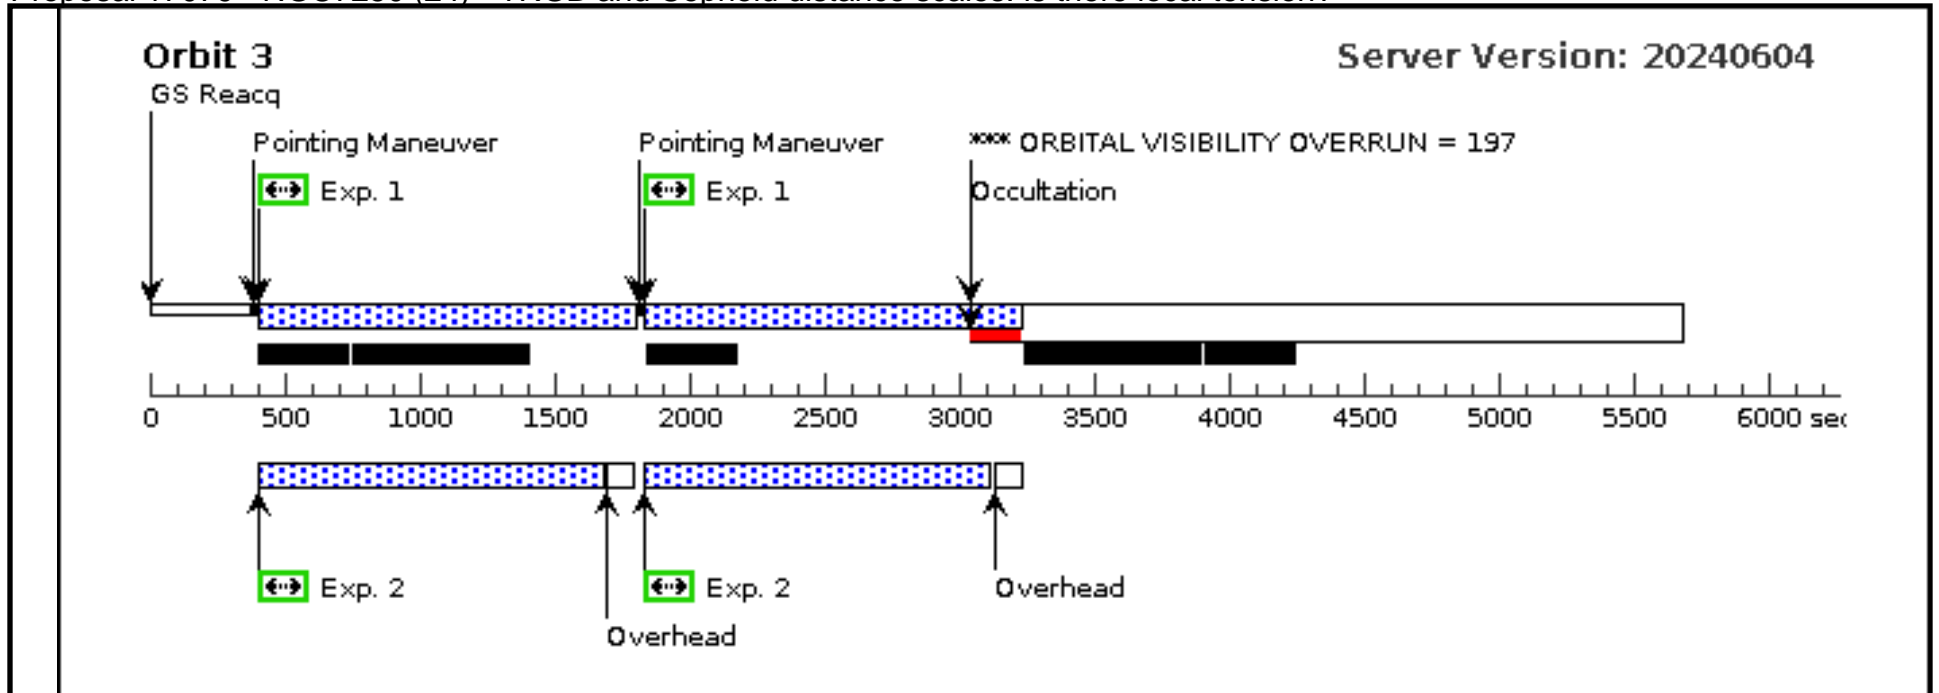 Orbit 3
Server Version: 20240604
GS Reacq
Pointing Maneuver
Pointing Maneuver
*** ORBITAL VISIBILITY OVERRUN = 197
Exp. 1
Exp. 1
Occultation
0 500 1000 1500 2000 2500 3000 3500 4000 4500 5000 5500 6000 sec
Exp. 2
Exp. 2
Overhead
Overhead